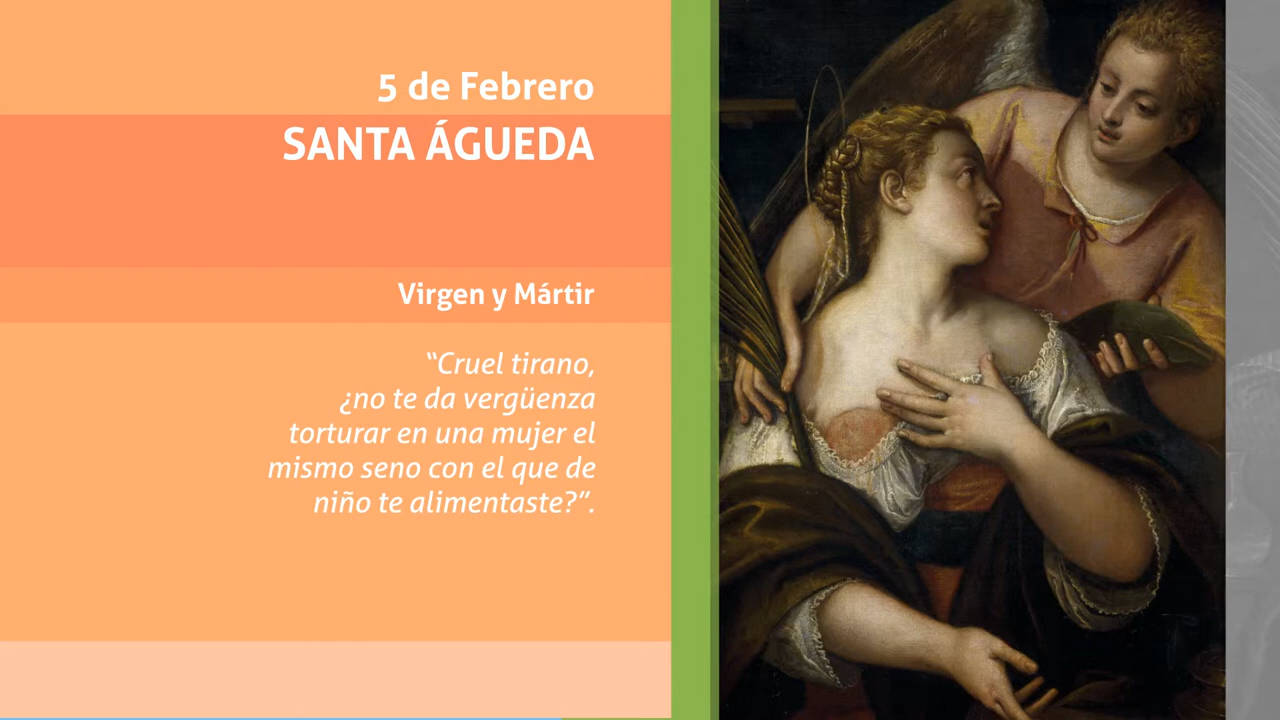 5 de Febrero
SANTA ÁGUEDA
Virgen y Mártir
“Cruel tirano,
¿no te da vergüenza
torturar en una mujer el
mismo seno con el que de
niño te alimentaste?”.